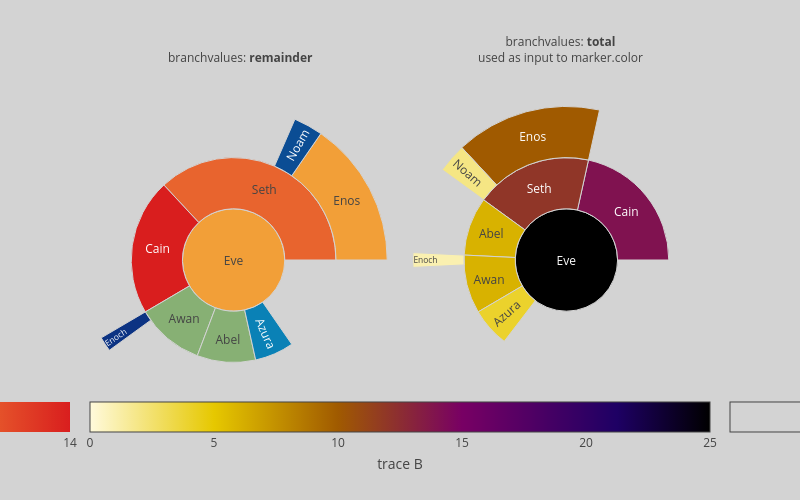 branchvalues: total
branchvalues: remainder
used as input to marker.color
Noam
Enos
Seth
Cain
Eve
Awan
Abel
Azura
Enoch
Enos
Noam
Seth
Cain
Abel
Eve
Enoch
Awan
Azura
14 0 5 10 15 20 25
trace B